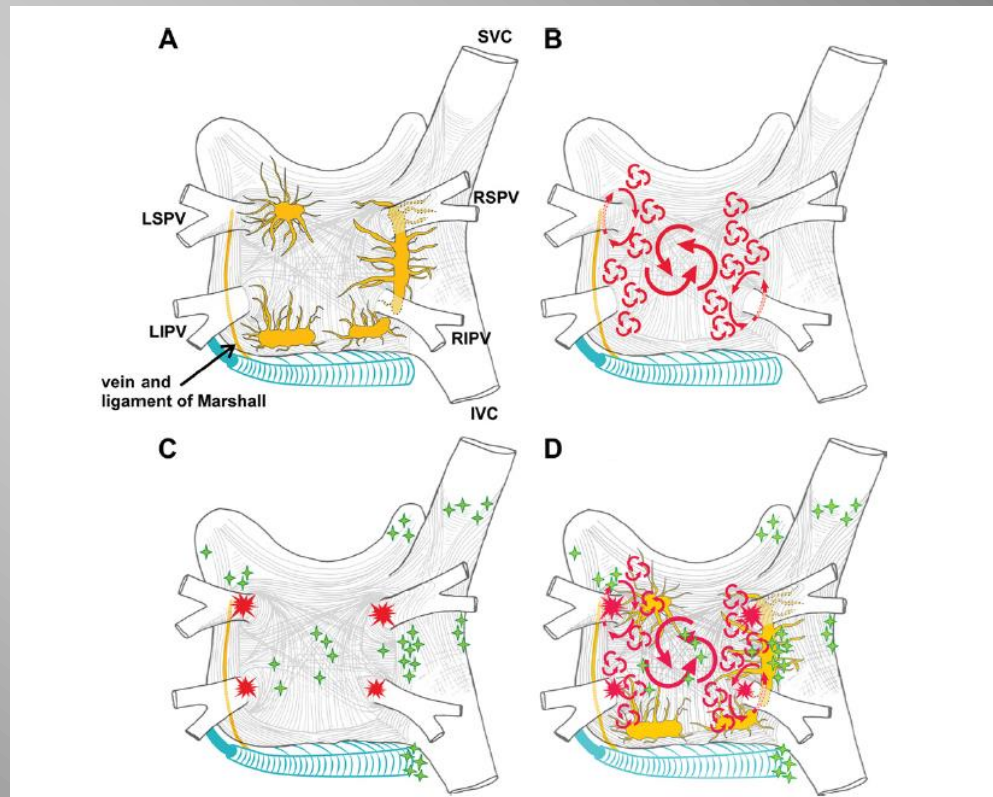 A
SVC
B
LSPV
RSPV
LIPV
RIPV
vein and
ligament of Marshall
IVC
C
D